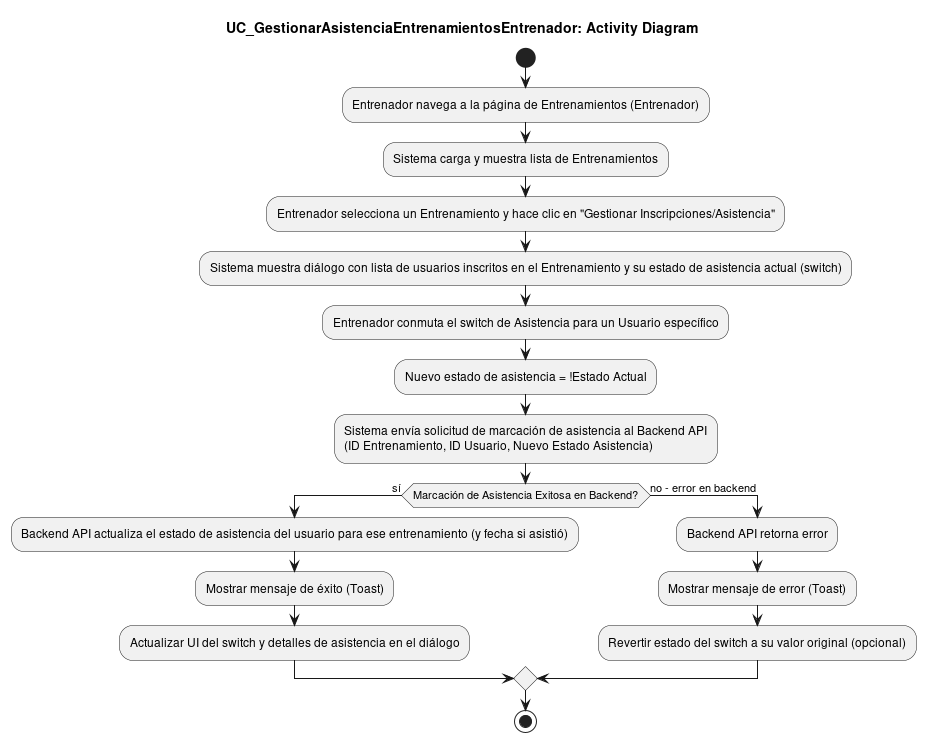 UC_GestionarAsistenciaEntrenamientosEntrenador: Activity Diagram
Entrenador navega a la página de Entrenamientos (Entrenador)
Sistema carga y muestra lista de Entrenamientos
Entrenador selecciona un Entrenamiento y hace clic en "Gestionar Inscripciones/Asistencia"
Sistema muestra diálogo con lista de usuarios inscritos en el Entrenamiento y su estado de asistencia actual (switch)
Entrenador conmuta el switch de Asistencia para un Usuario específico
Nuevo estado de asistencia = !Estado Actual
Sistema envía solicitud de marcación de asistencia al Backend API
(ID Entrenamiento, ID Usuario, Nuevo Estado Asistencia)
Marcación de Asistencia Exitosa en Backend?
sí
Backend API actualiza el estado de asistencia del usuario para ese entrenamiento (y fecha si asistió)
Mostrar mensaje de éxito (Toast)
Actualizar UI del switch y detalles de asistencia en el diálogo
no - error en backend
Backend API retorna error
Mostrar mensaje de error (Toast)
Revertir estado del switch a su valor original (opcional)